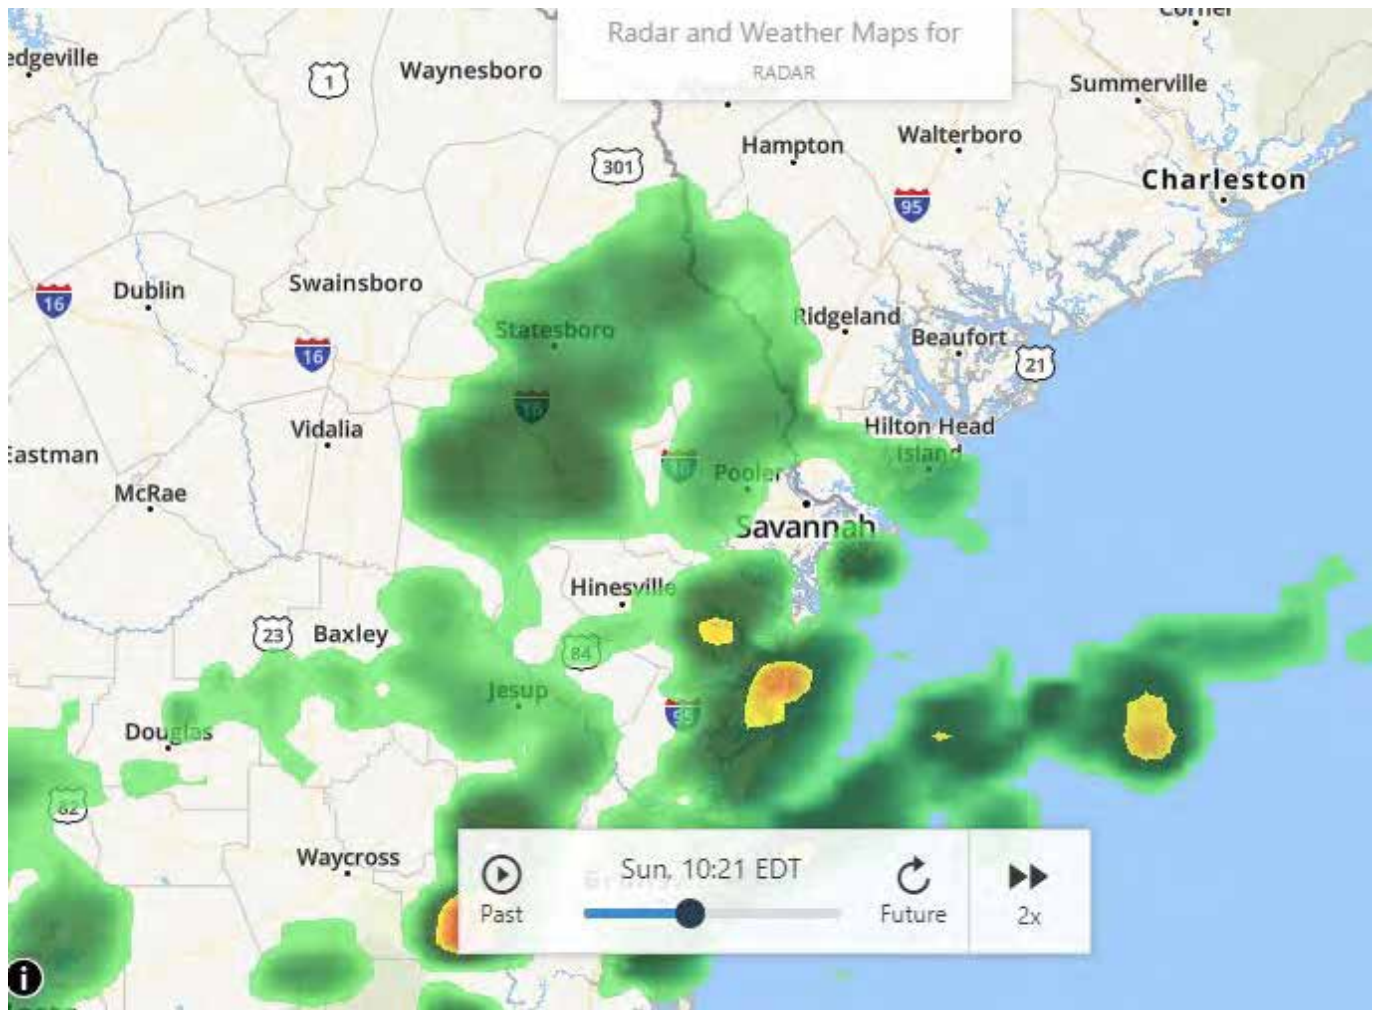 Corner
Radar and Weather Maps for
RADAR
edgeville
1
Waynesboro
Summerville
301
Hampton
Walterboro
Charleston
95
16
Dublin
Swainsboro
16
Statesboro
Ridgeland
Beaufort
21
16
Vidalia
Hilton Head
Island
Eastman
McRae
16
Pooler
Savannah
Hinesville
23
Baxley
84
Jesup
95
Douglas
82
Waycross
Sun, 10:21 EDT
Past
Future
2x
i